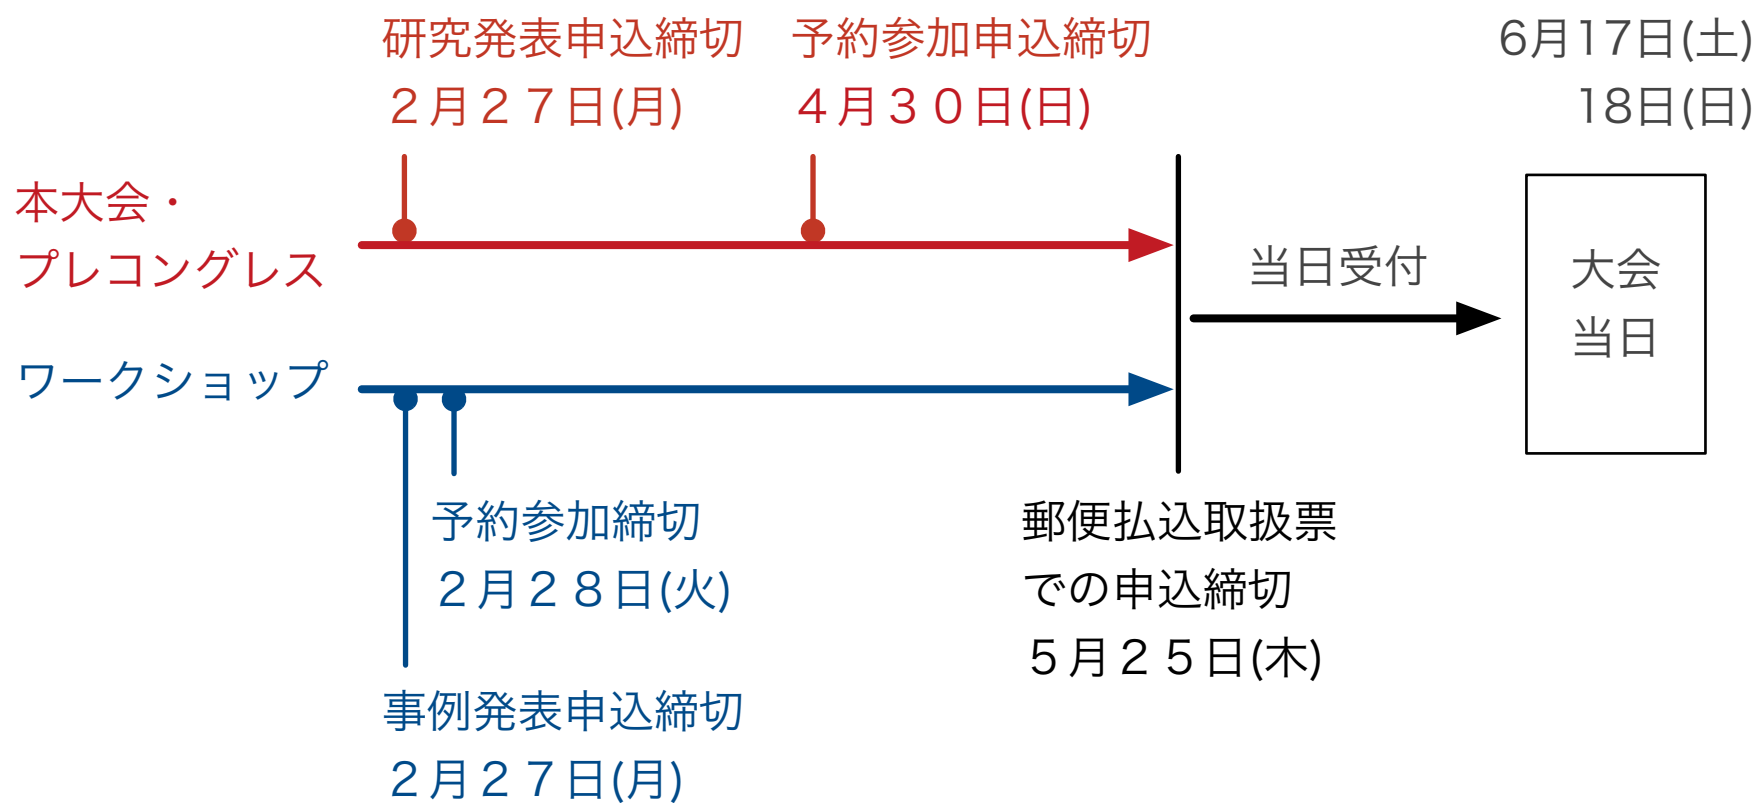 研究発表申込締切
２月２７日(月)
予約参加申込締切
４月３０日(日)
6月17日(土)
18日(日)
本大会・
プレコングレス
当日受付
大会
当日
ワークショップ
予約参加締切
２月２８日(火)
郵便払込取扱票
での申込締切
５月２５日(木)
事例発表申込締切
２月２７日(月)